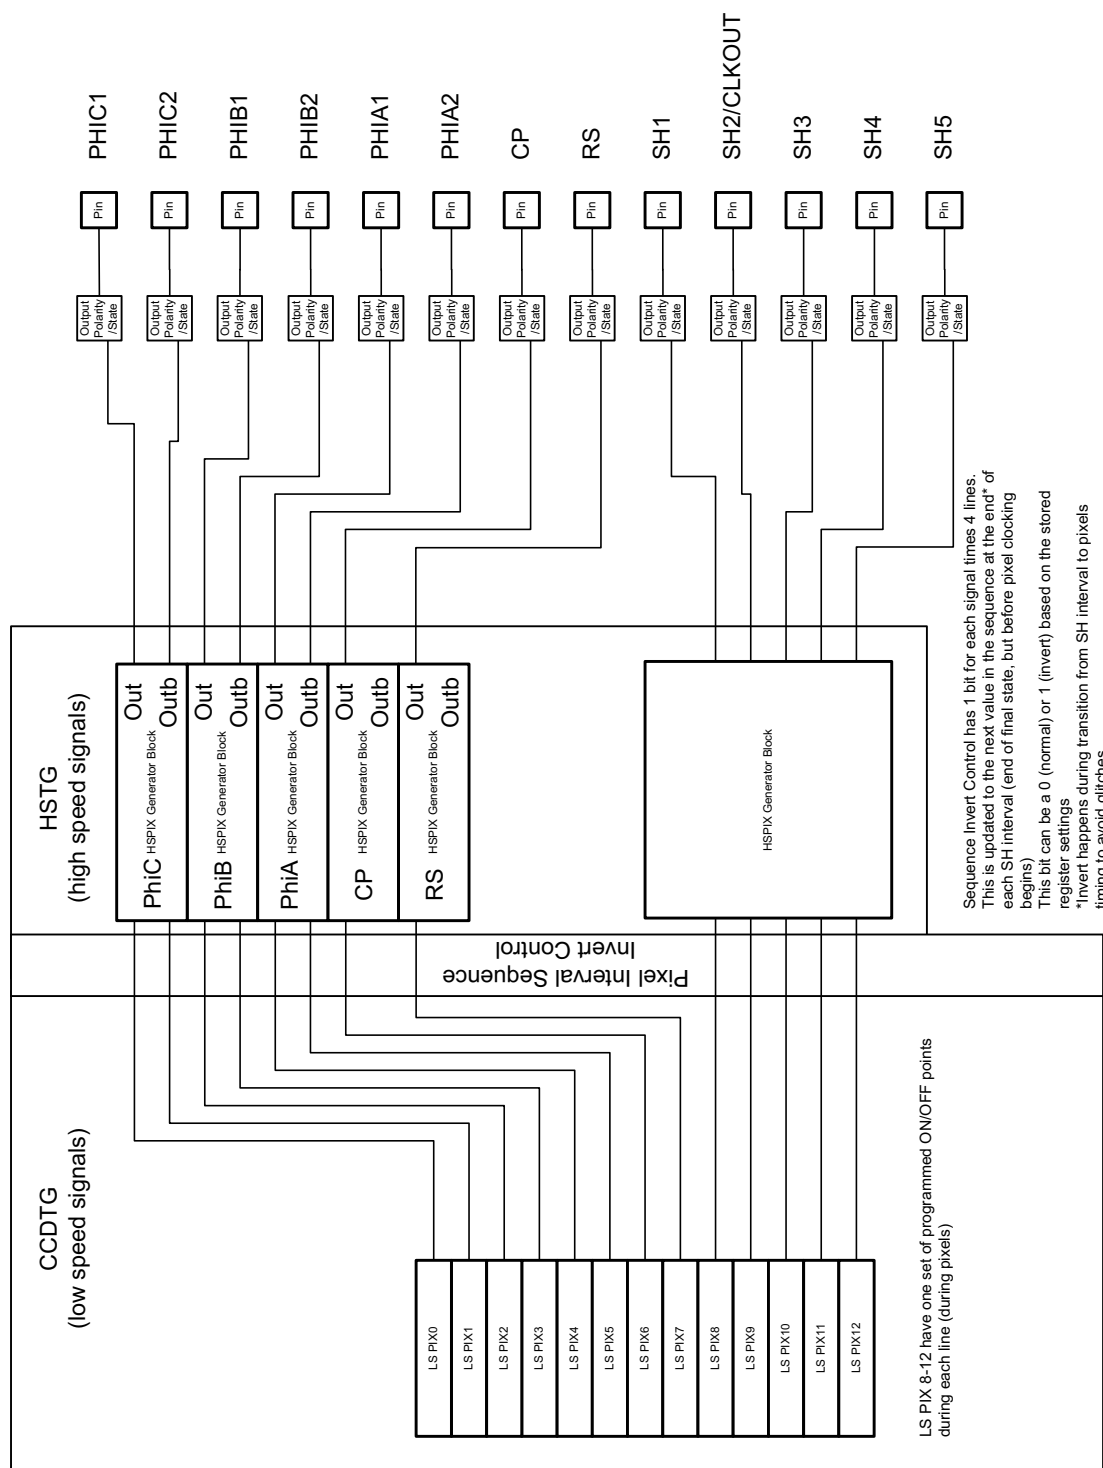 PHIC1
PHIC2
PHIB1
PHIB2
PHIA1
PHIA2
CP
RS
SH1
SH2/CLKOUT
SH3
SH4
SH5
Pin
Pin
Pin
Pin
Pin
Pin
Pin
Pin
Pin
Pin
Pin
Pin
Pin
Output
Polarity
/State
Output
Polarity
/State
Output
Polarity
/State
Output
Polarity
/State
Output
Polarity
/State
Output
Polarity
/State
Output
Polarity
/State
Output
Polarity
/State
Output
Polarity
/State
Output
Polarity
/State
Output
Polarity
/State
Output
Polarity
/State
Output
Polarity
/State
HSTG
(high speed signals)
PhiC HSPIX Generator Block Out
Outb
PhiB HSPIX Generator Block Out
Outb
PhiA HSPIX Generator Block Out
Outb
CP HSPIX Generator Block Out
Outb
RS HSPIX Generator Block Out
Outb
HSPIX Generator Block
Sequence Invert Control has 1 bit for each signal times 4 lines.
This is updated to the next value in the sequence at the end* of
each SH interval (end of final state, but before pixel clocking
begins)
This bit can be a 0 (normal) or 1 (invert) based on the stored
register settings
*Invert happens during transition from SH interval to pixels
timing to avoid glitches
Pixel Interval Sequence
Invert Control
CCDTG
(low speed signals)
LS PIX0
LS PIX1
LS PIX2
LS PIX3
LS PIX4
LS PIX5
LS PIX6
LS PIX7
LS PIX8
LS PIX9
LS PIX10
LS PIX11
LS PIX12
LS PIX 8-12 have one set of programmed ON/OFF points
during each line (during pixels)